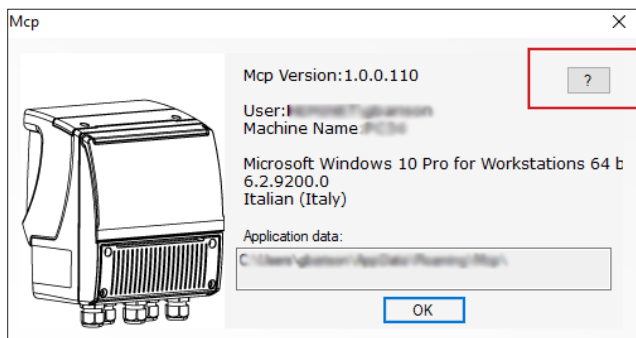 Mcp
Mcp Version:1.0.0.110
?
User:
Machine Name
Microsoft Windows 10 Pro for Workstations 64 b
6.2.9200.0
Italian (Italy)
Application data:
OK